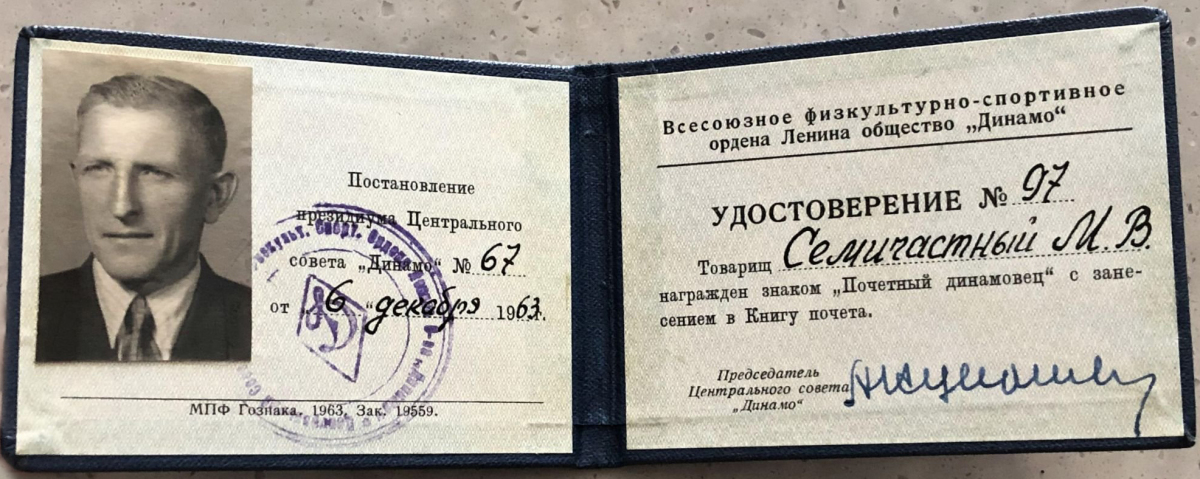 Постановление
президиума Центрального
совета „Динамо“ № 67
от „6“ декабря 1963г.
МПФ Гознака. 1963. Зак. 19559.
Всесоюзное физкультурно-спортивное
ордена Ленина общество „Динамо“
УДОСТОВЕРЕНИЕ № 97
Товарищ Семичастный М. В.
награжден знаком „Почетный динамовец“ с зане-
сением в Книгу почета.
Председатель
Центрального совета
„Динамо“